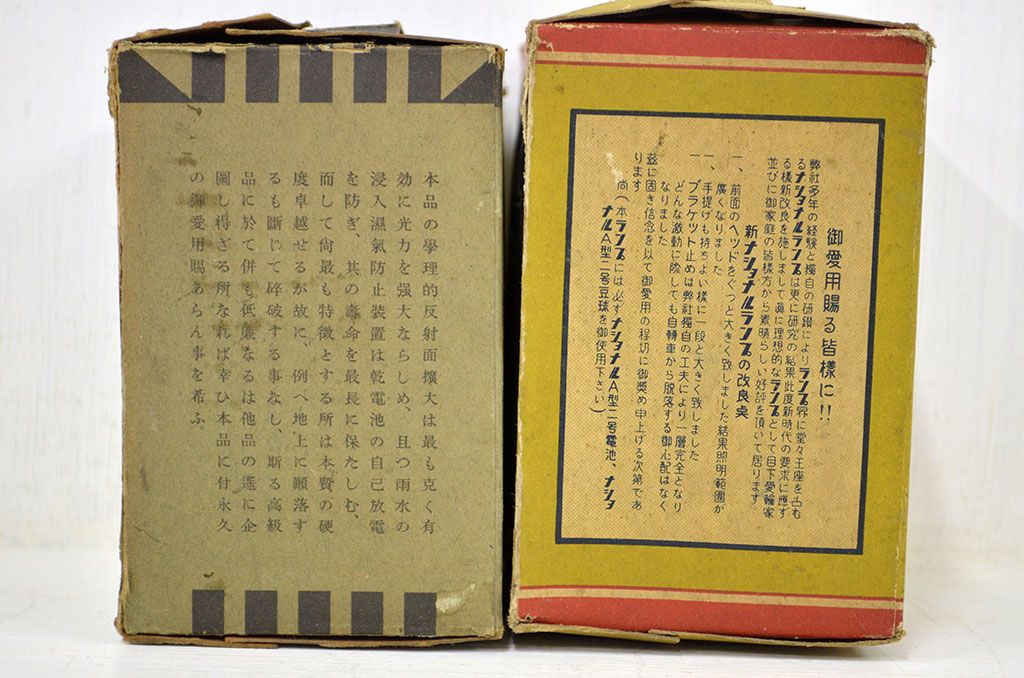 本品の學理的反射面擴大は最も克く有
効に光力を强大ならしめ、且つ雨水の
浸入濕氣防止装置は乾電池の自己放電
を防ぎ、其の壽命を最長に保たしむ、
而して尙最も特徴とする所は本質の硬
度卓越せるが故に、例へ地上に顚落す
るも斷じて碎破する事なし、斯る高級
品に於て併も低廉なるは他品の遙に企
圖し得ざる所なれば幸ひ本品に付永久
の御愛用賜あらん事を希ふ。
御愛用賜る皆樣に!!
弊社多年の経験と獨自の研鑽によりランプ界に堂々王座を占む
るナショナルランプは更に研究の結果此度新時代の要求に應ず
る樣新改良を施しまして眞に理想的なランプとして目下愛輪家
並びに御家庭の皆樣方から素晴らしい好評を頂いて居ります
新ナショナルランプの改良点
一、前面のヘッドをぐっと大きく致しました結果照明範圍が
廣くなりました
一、手提げも持ちよい樣に一段と大きく致しました
一、ブラケット止めは弊社獨自の工夫により一層完全となり
どんな激動に際しても自轉車から脱落する御心配はなく
なりました
茲に固き信念を以て御愛用の程切に御奬め申上げる次第であ
ります
尙(本ランプには必ずナショナルA型二号電池、ナショ
ナルA型二号豆球を御使用下さい)